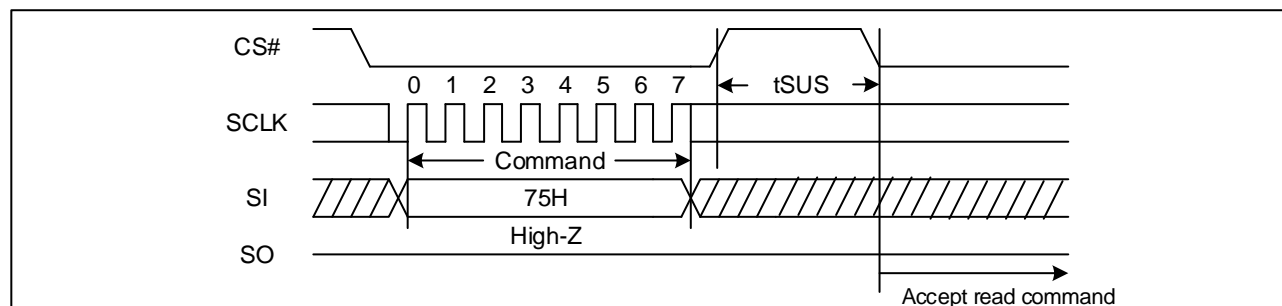 CS#
tSUS
0 1 2 3 4 5 6 7
SCLK
Command
SI
75H
High-Z
SO
Accept read command